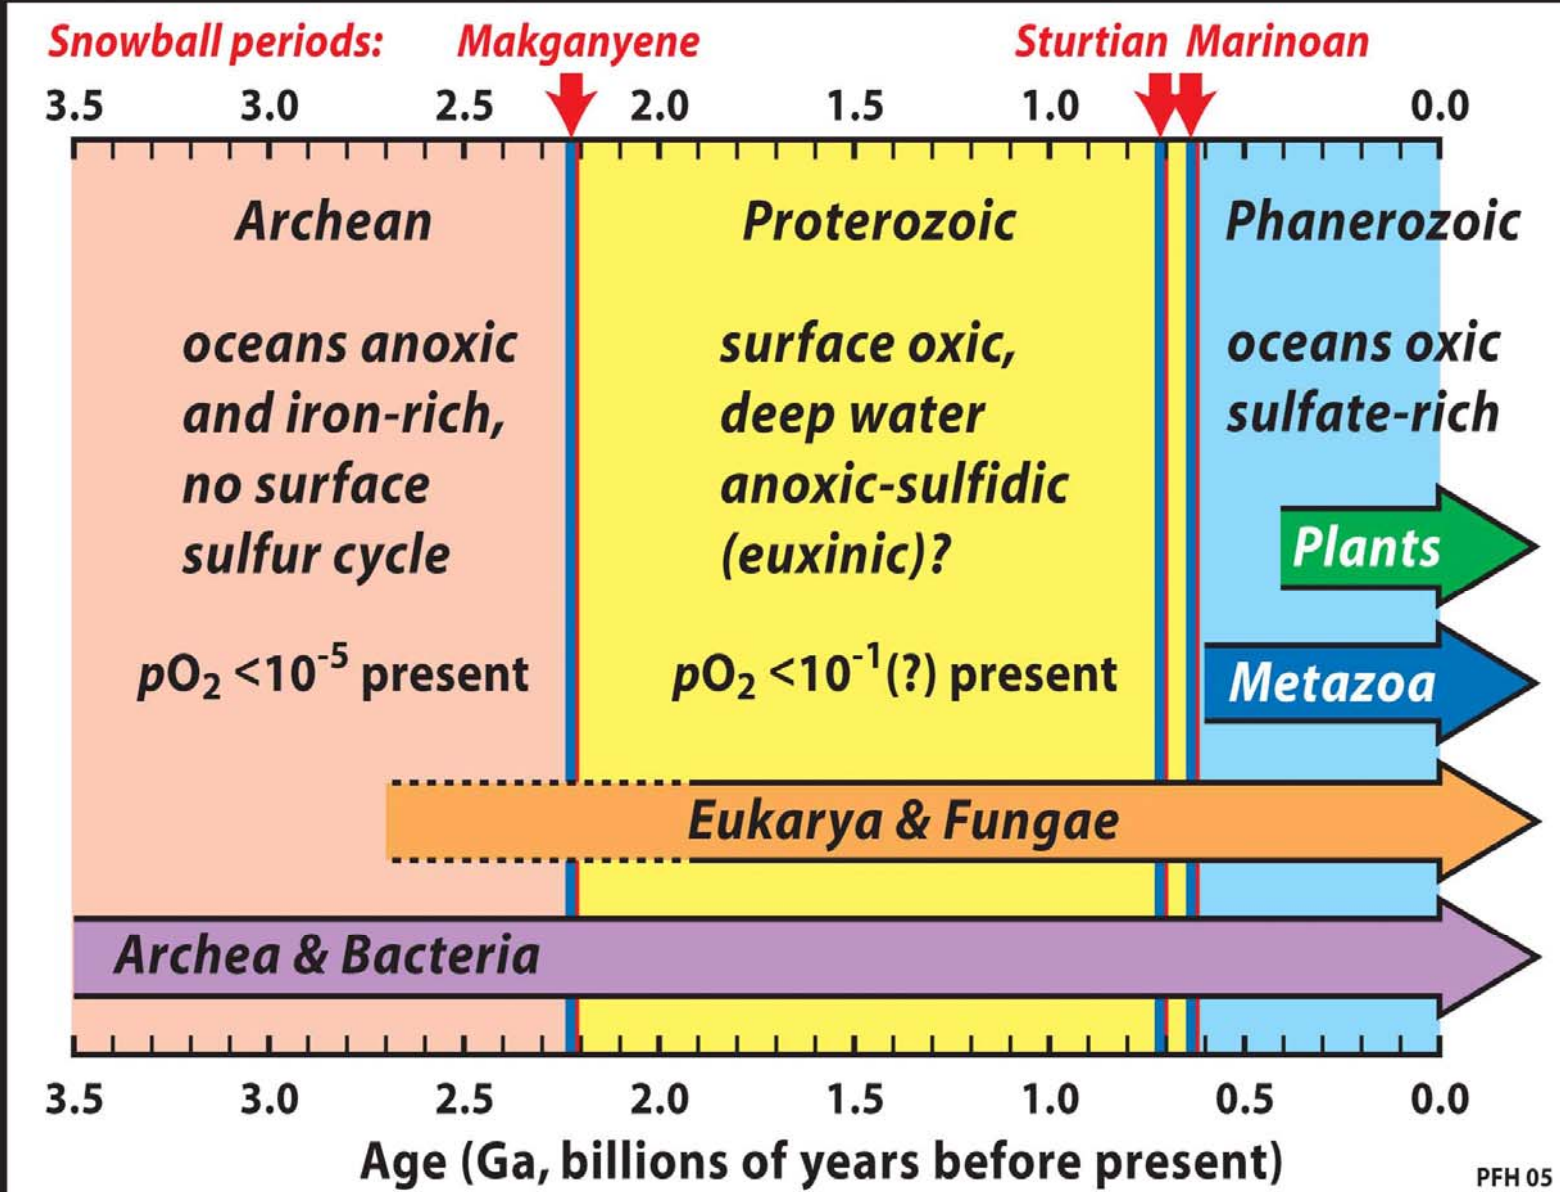 Snowball periods: Makganyene Sturtian Marinoan
3.5 3.0 2.5 2.0 1.5 1.0 0.0
Archean
oceans anoxic
and iron-rich,
no surface
sulfur cycle
pO₂ <10⁻⁵ present
Proterozoic
surface oxic,
deep water
anoxic-sulfidic
(euxinic)?
pO₂ <10⁻¹(?) present
Phanerozoic
oceans oxic
sulfate-rich
Plants
Metazoa
Eukarya & Fungae
Archea & Bacteria
3.5 3.0 2.5 2.0 1.5 1.0 0.5 0.0
Age (Ga, billions of years before present)
PFH 05